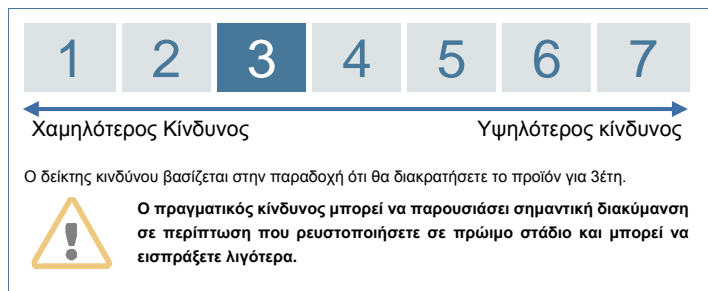 1 2 3 4 5 6 7
Χαμηλότερος Κίνδυνος Υψηλότερος κίνδυνος
Ο δείκτης κινδύνου βασίζεται στην παραδοχή ότι θα διακρατήσετε το προϊόν για 3έτη.
Ο πραγματικός κίνδυνος μπορεί να παρουσιάσει σημαντική διακύμανση
σε περίπτωση που ρευστοποιήσετε σε πρώιμο στάδιο και μπορεί να
εισπράξετε λιγότερα.